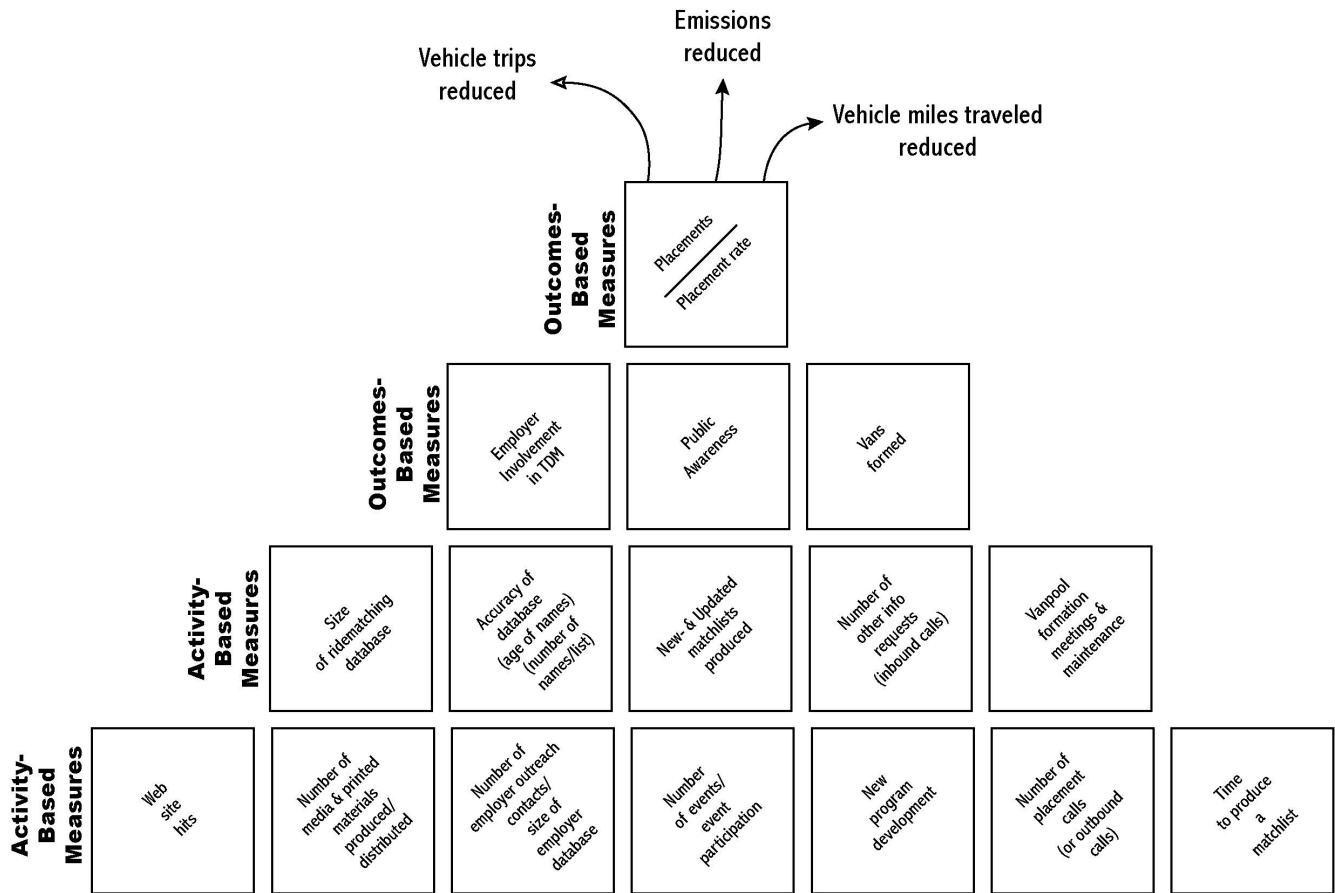 Emissions
reduced
Vehicle trips
reduced
Vehicle miles traveled
reduced
Outcomes-
Based
Measures
Placements
Placement rate
Outcomes-
Based
Measures
Employer
Involvement
in TDM
Public
Awareness
Vans
formed
Activity-
Based
Measures
Size
of ridematching
database
Accuracy of
database
(age of names)
(number of
names/list)
New- & Updated
matchlists
produced
Number of
other info
requests
(inbound calls)
Vanpool
formation
meetings &
maintenance
Activity-
Based
Measures
Web
site
hits
Number of
media & printed
materials
produced/
distributed
Number of
employer outreach
contacts/
size of
employer
database
Number
of events/
event
participation
New
program
development
Number of
placement
calls
(or outbound
calls)
Time
to produce
a
matchlist